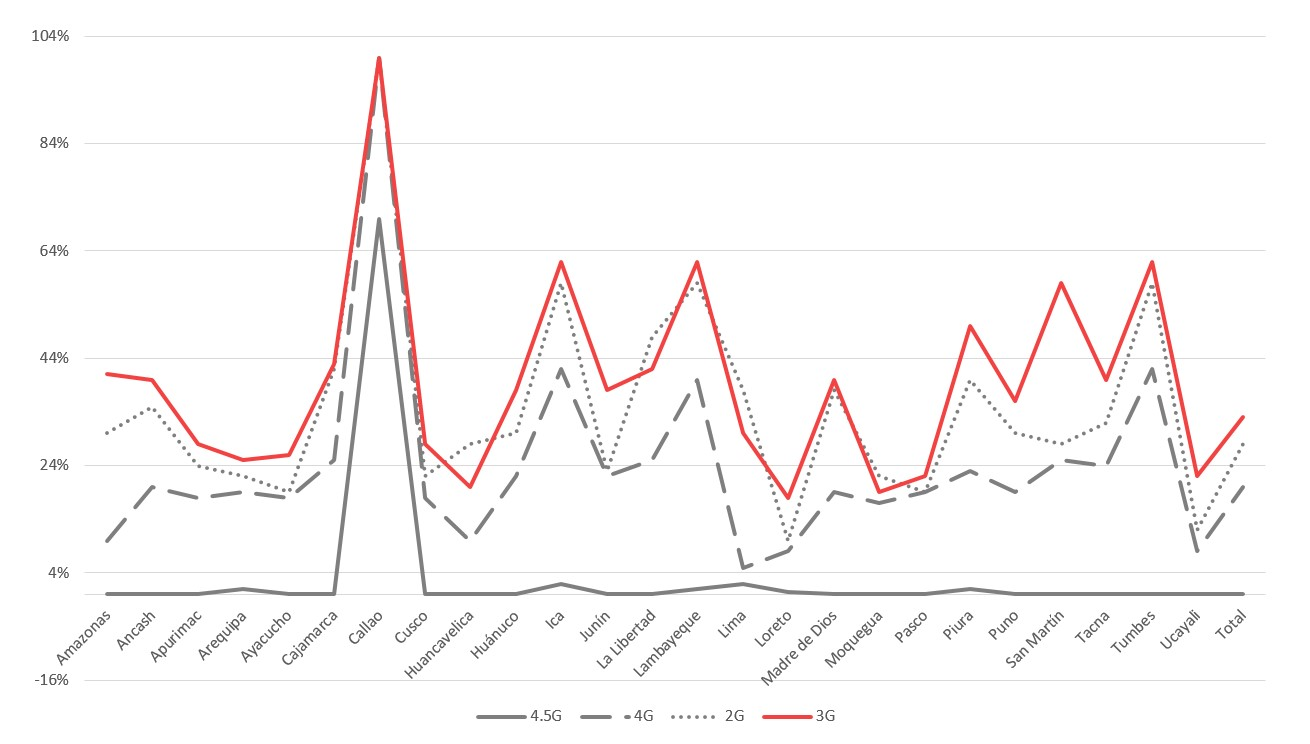 104%
84%
64%
44%
24%
4%
-16%
Amazonas
Ancash
Apurimac
Arequipa
Ayacucho
Cajamarca
Callao
Cusco
Huancavelica
Huánuco
Ica
Junín
La Libertad
Lambayeque
Lima
Loreto
Madre de Dios
Moquegua
Pasco
Piura
Puno
San Martin
Tacna
Tumbes
Ucayali
Total
4.5G 4G 2G 3G